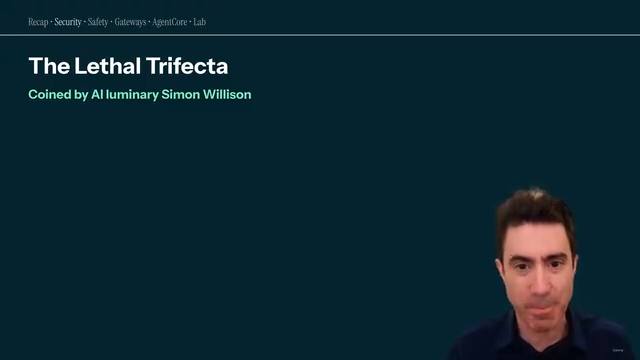 Recap • Security • Safety • Gateways • AgentCore • Lab
The Lethal Trifecta
Coined by AI luminary Simon Willison